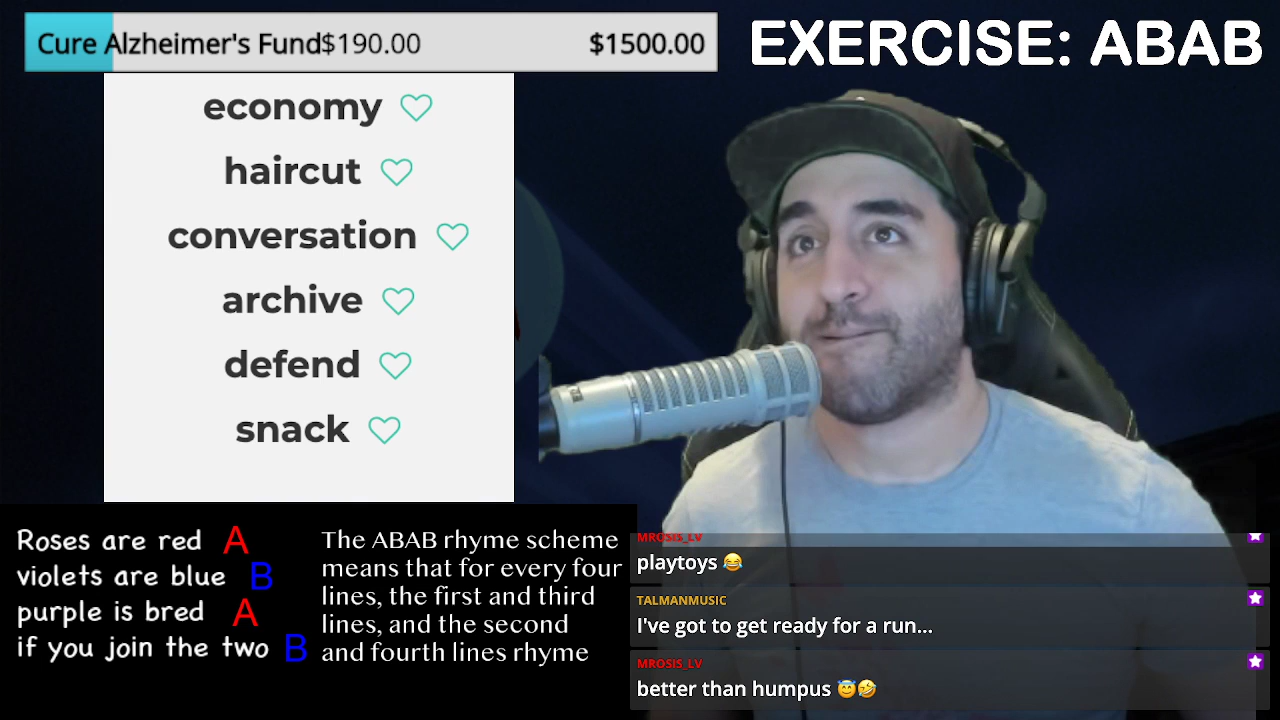 Cure Alzheimer's Fund $190.00 $1500.00
EXERCISE: ABAB
economy
haircut
conversation
archive
defend
snack
Roses are red A
violets are blue B
purple is bred A
if you join the two B
The ABAB rhyme scheme
means that for every four
lines, the first and third
lines, and the second
and fourth lines rhyme
MROSIS_LV
playtoys 😂
TALMANMUSIC
I've got to get ready for a run...
MROSIS_LV
better than humpus 😇🤣